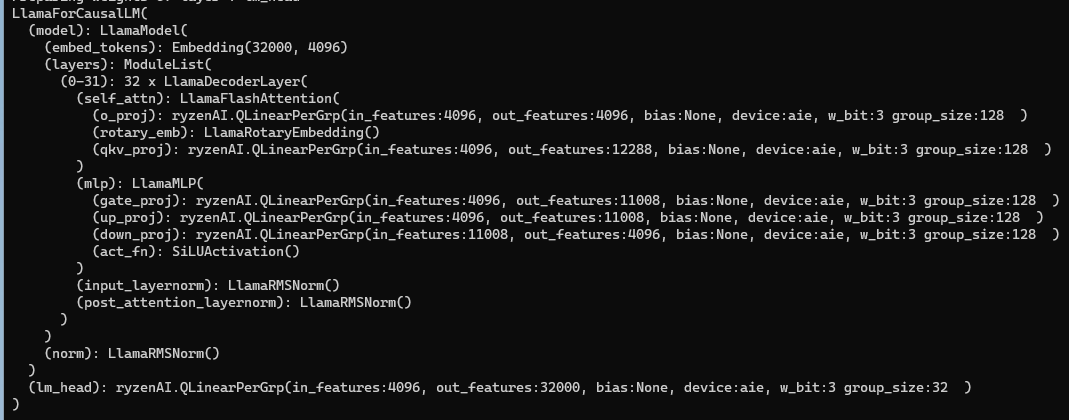 LlamaForCausalLM(
  (model): LlamaModel(
    (embed_tokens): Embedding(32000, 4096)
    (layers): ModuleList(
      (0-31): 32 x LlamaDecoderLayer(
        (self_attn): LlamaFlashAttention(
          (o_proj): ryzenAI.QLinearPerGrp(in_features:4096, out_features:4096, bias:None, device:aie, w_bit:3 group_size:128  )
          (rotary_emb): LlamaRotaryEmbedding()
          (qkv_proj): ryzenAI.QLinearPerGrp(in_features:4096, out_features:12288, bias:None, device:aie, w_bit:3 group_size:128  )
        )
        (mlp): LlamaMLP(
          (gate_proj): ryzenAI.QLinearPerGrp(in_features:4096, out_features:11008, bias:None, device:aie, w_bit:3 group_size:128  )
          (up_proj): ryzenAI.QLinearPerGrp(in_features:4096, out_features:11008, bias:None, device:aie, w_bit:3 group_size:128  )
          (down_proj): ryzenAI.QLinearPerGrp(in_features:11008, out_features:4096, bias:None, device:aie, w_bit:3 group_size:128  )
          (act_fn): SiLUActivation()
        )
        (input_layernorm): LlamaRMSNorm()
        (post_attention_layernorm): LlamaRMSNorm()
      )
    )
    (norm): LlamaRMSNorm()
  )
  (lm_head): ryzenAI.QLinearPerGrp(in_features:4096, out_features:32000, bias:None, device:aie, w_bit:3 group_size:32  )
)